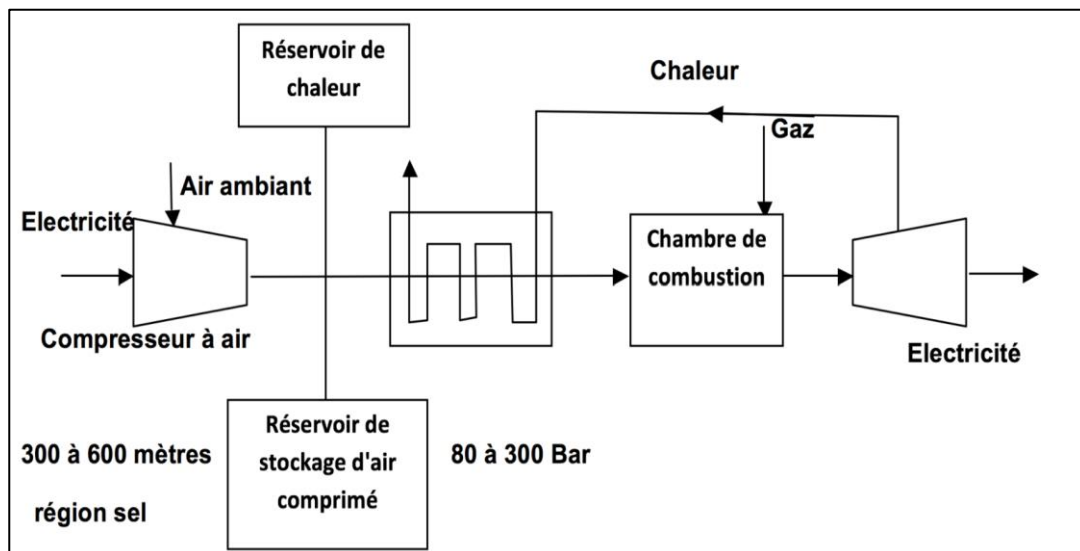 Réservoir de
chaleur
Chaleur
Gaz
Air ambiant
Electricité
Chambre de
combustion
Compresseur à air
Electricité
Réservoir de
stockage d'air
comprimé
300 à 600 mètres
région sel
80 à 300 Bar